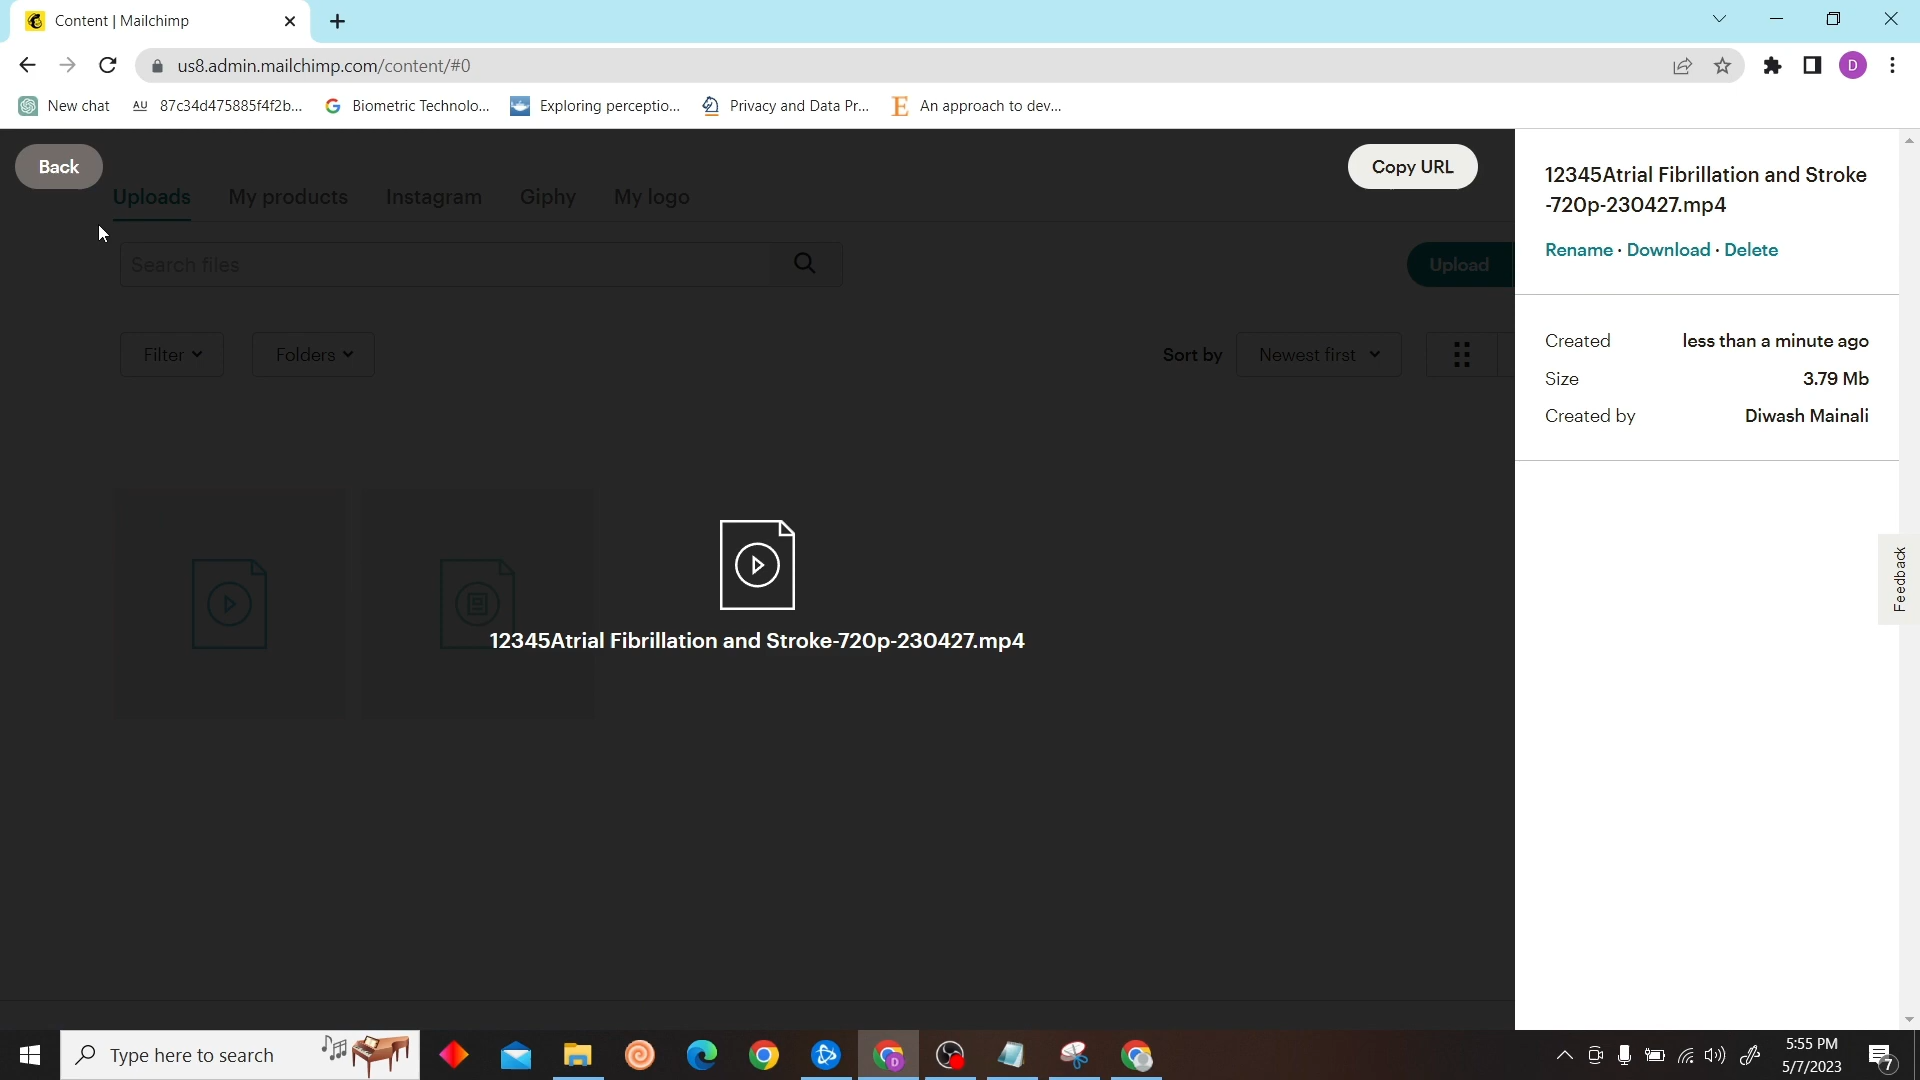 Content | Mailchimp
us8.admin.mailchimp.com/content/#0
D
New chat
AU 87c34d475885f4f2b...
Biometric Technolo...
Exploring perceptio...
Privacy and Data Pr...
E An approach to dev...
Back
Copy URL
Uploads
My products
Instagram
Giphy
My logo
Search files
Upload
Filter
Folders
Sort by
Newest first
12345Atrial Fibrillation and Stroke-720p-230427.mp4
12345Atrial Fibrillation and Stroke
-720p-230427.mp4
Rename · Download · Delete
Created less than a minute ago
Size 3.79 Mb
Created by Diwash Mainali
Feedback
Type here to search
D
5:55 PM
5/7/2023
7